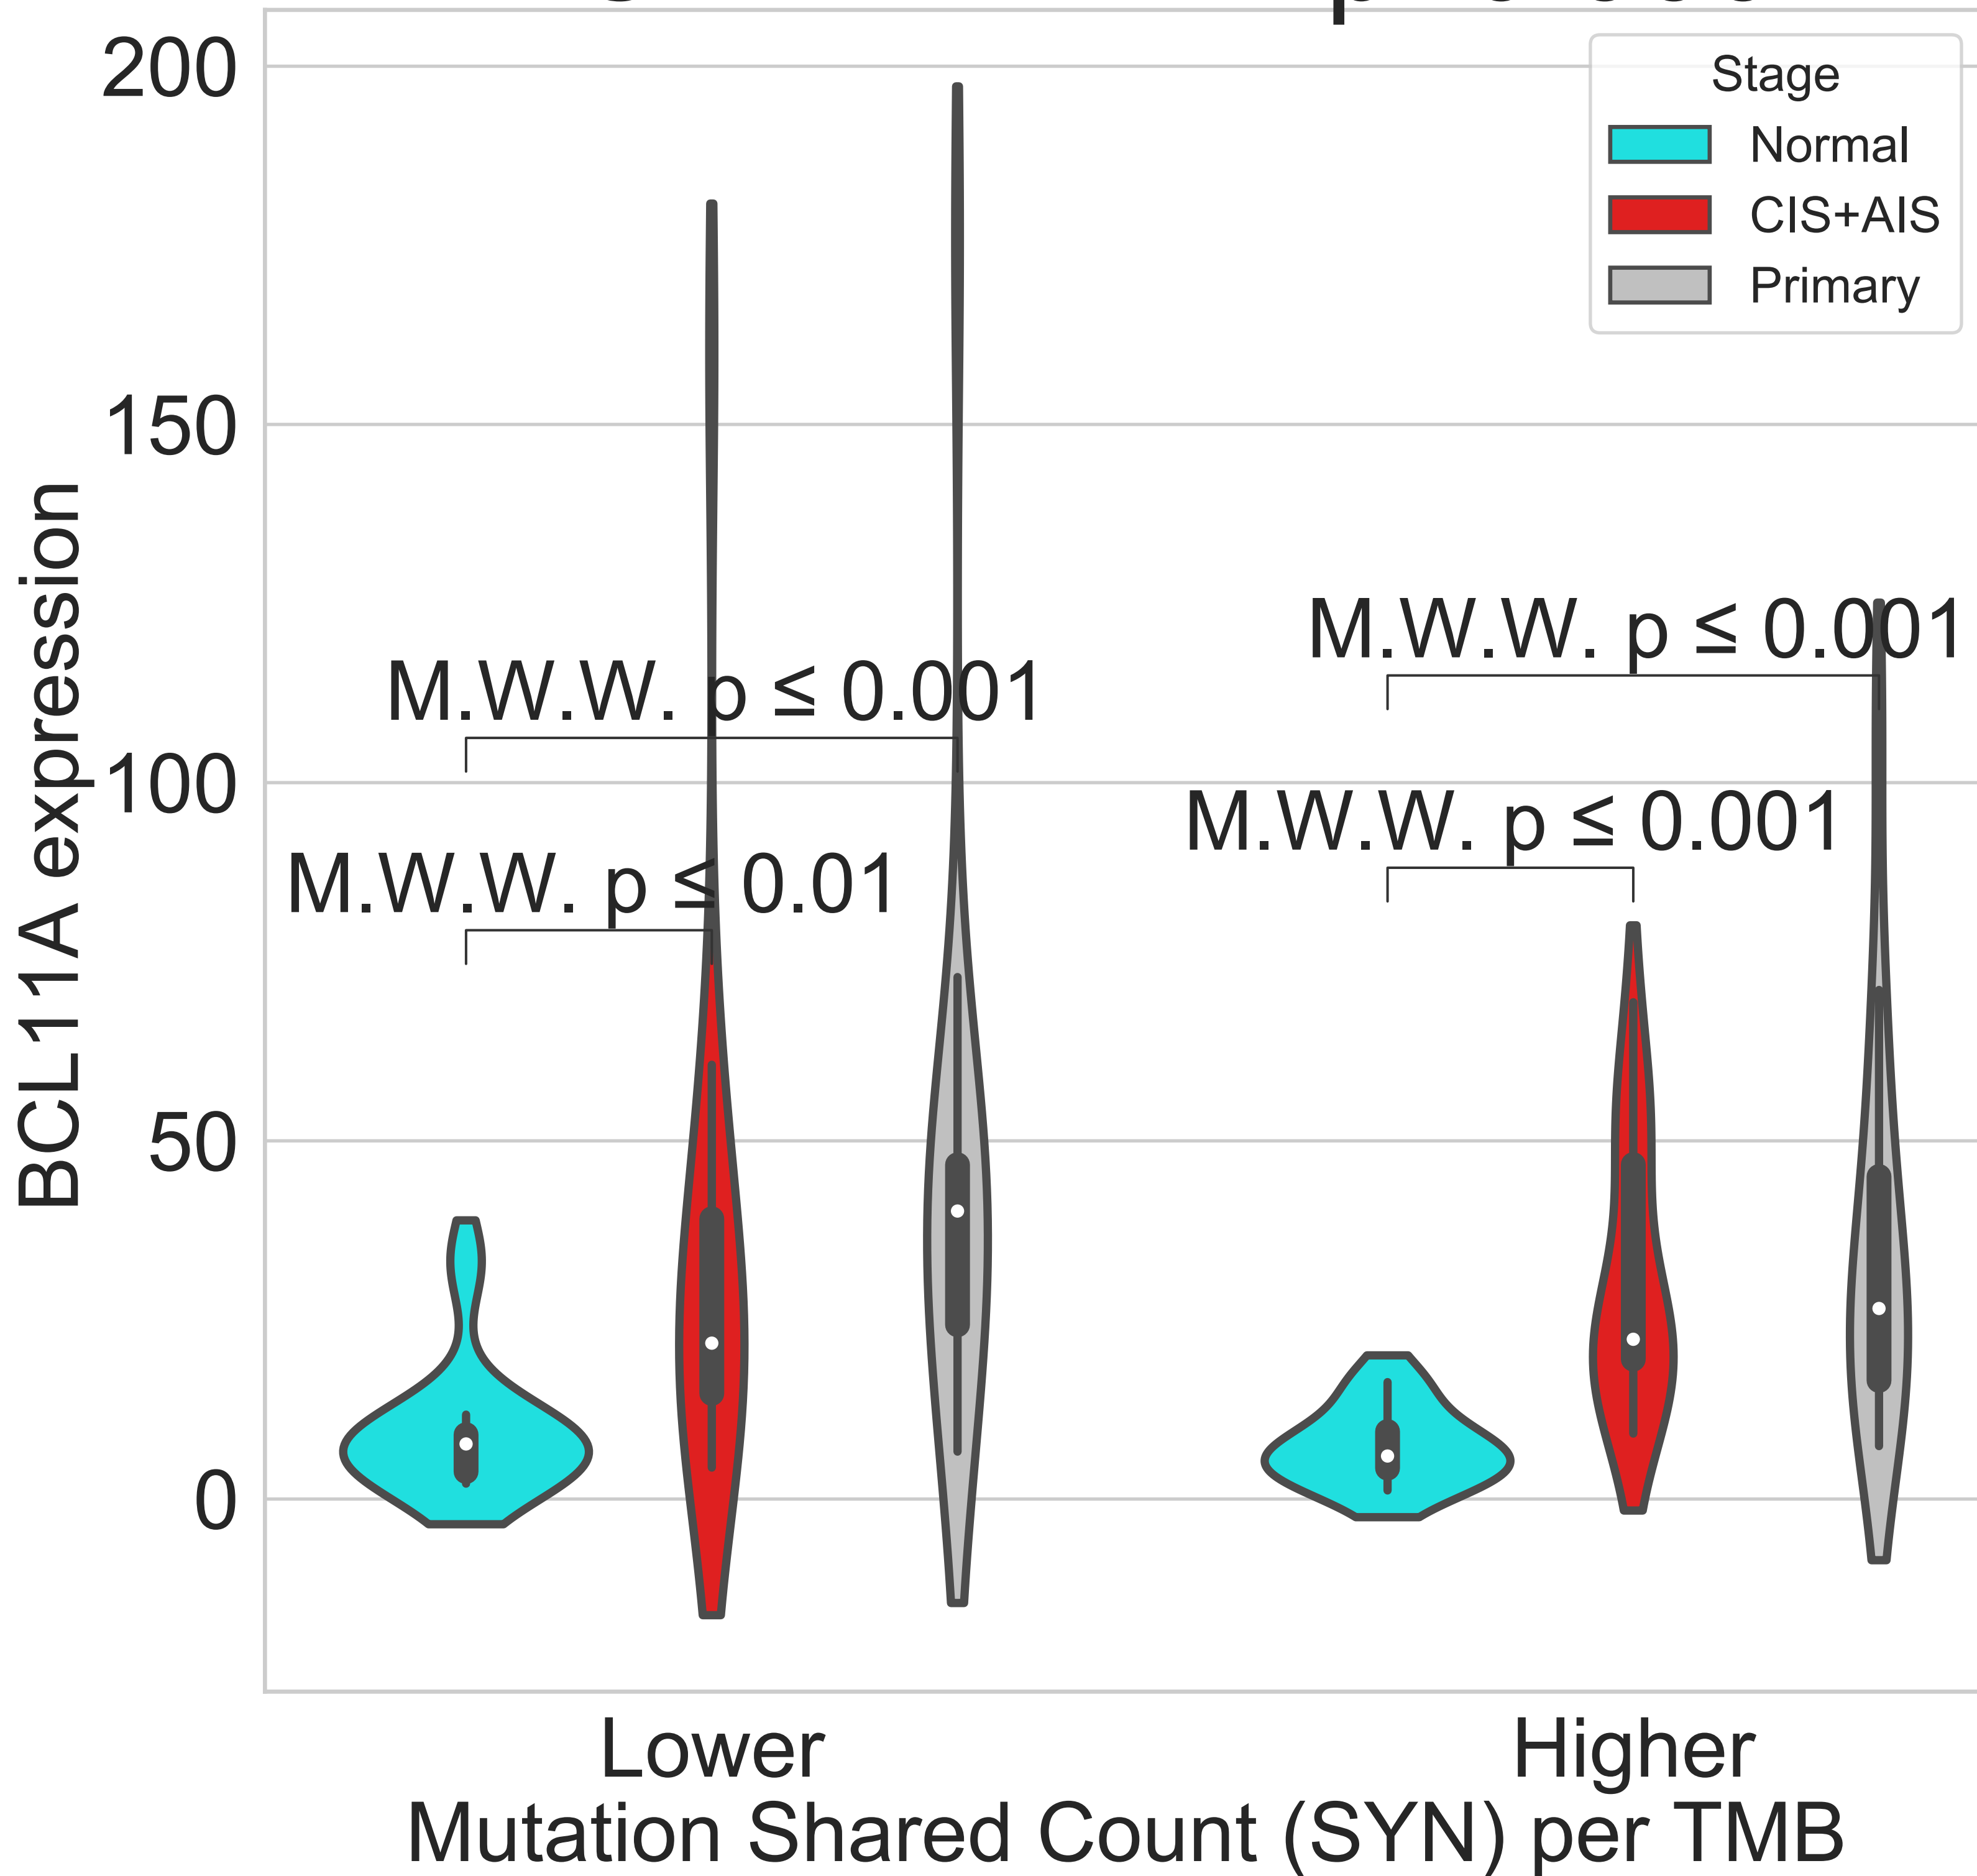 200
Stage
Normal
CIS+AIS
Primary
150
M.W.W. p ≤ 0.001
M.W.W. p ≤ 0.001
100
M.W.W. p ≤ 0.001
M.W.W. p ≤ 0.01
50
0
BCL11A expression
Lower
Higher
Mutation Shared Count (SYN) per TMB